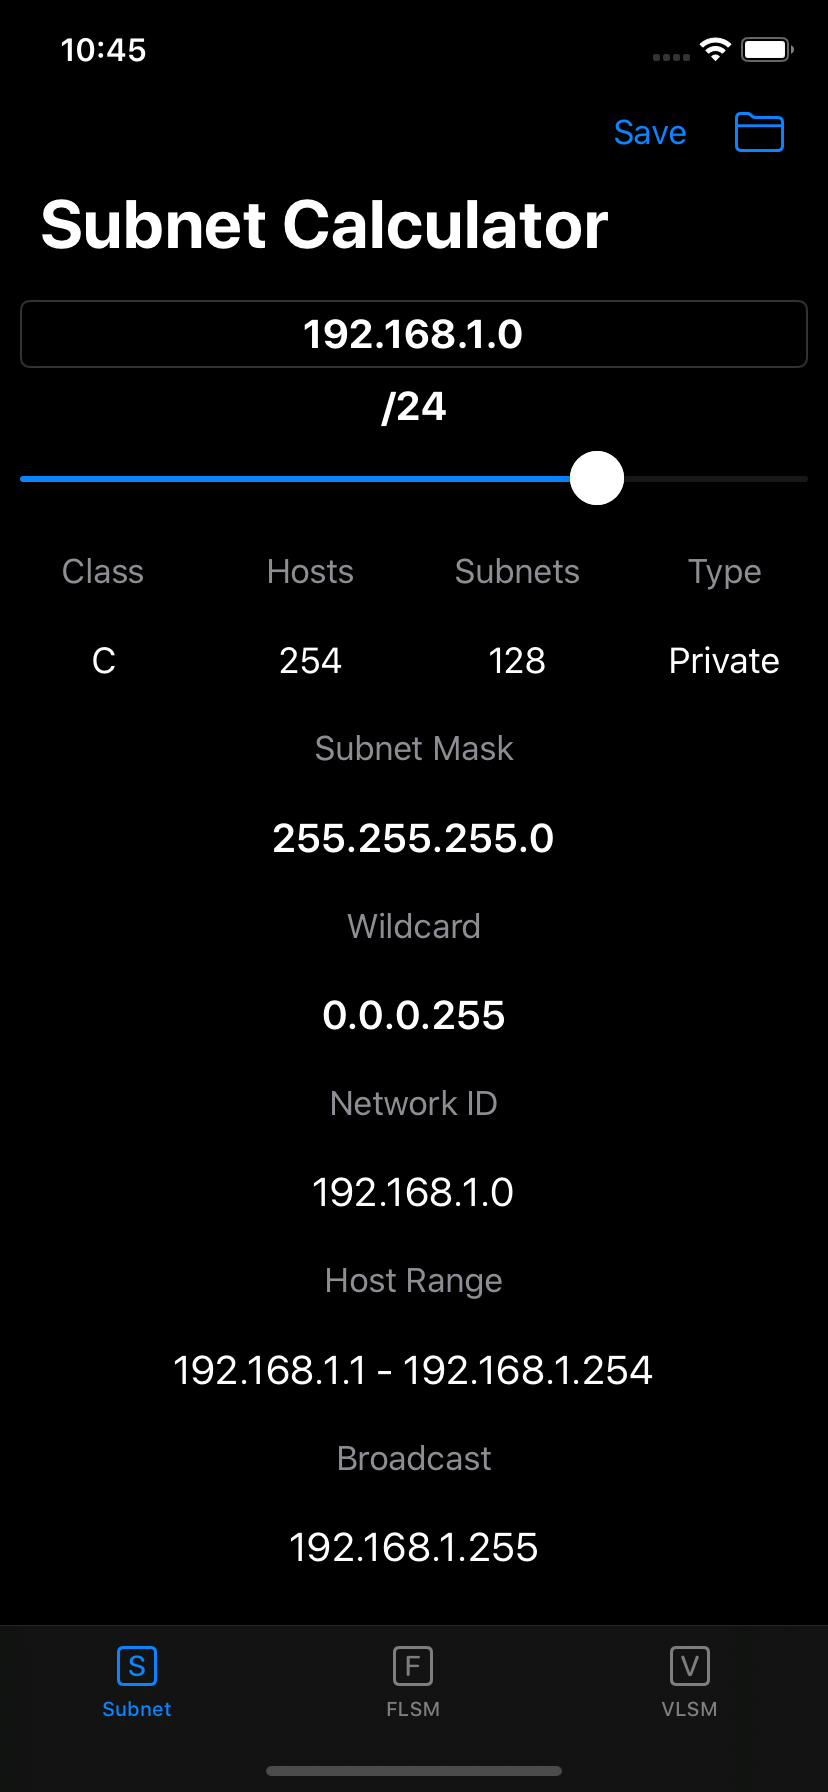 10:45
Save
Subnet Calculator
192.168.1.0
/24
Class Hosts Subnets Type
C 254 128 Private
Subnet Mask
255.255.255.0
Wildcard
0.0.0.255
Network ID
192.168.1.0
Host Range
192.168.1.1 - 192.168.1.254
Broadcast
192.168.1.255
S F V
Subnet FLSM VLSM